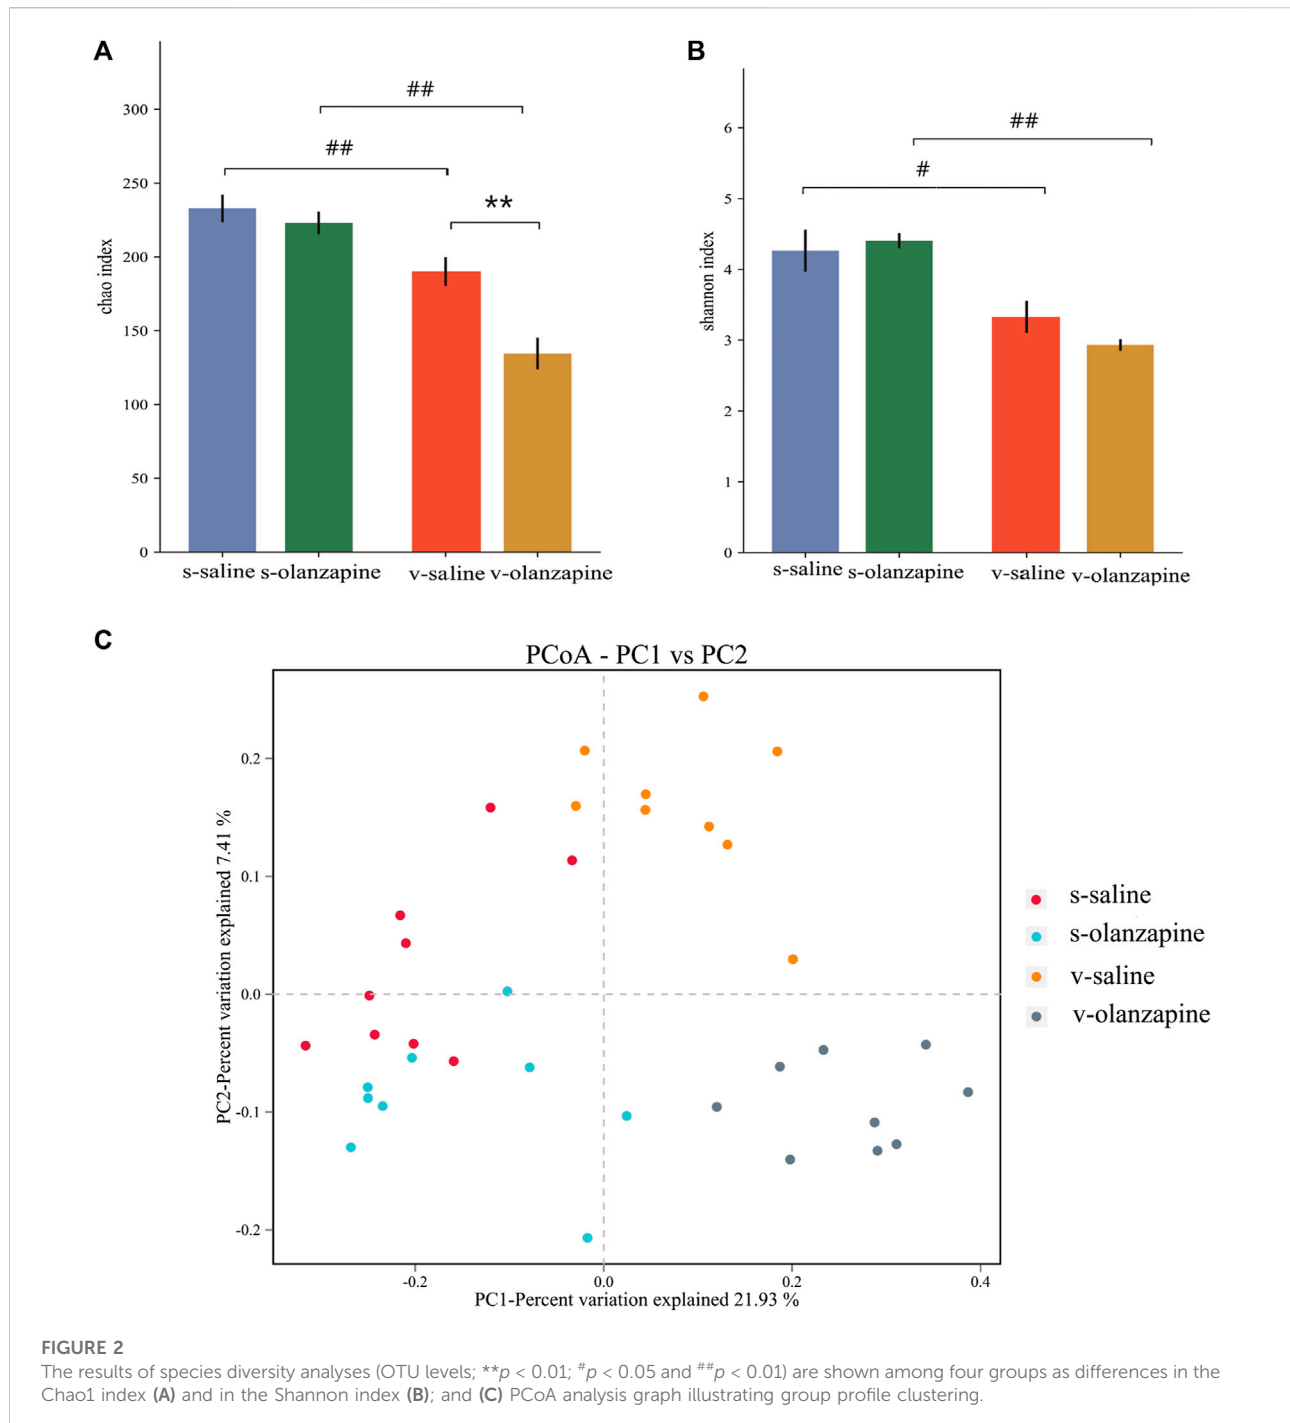 A
300
250
200
150
100
50
0
chao index
##
##
**
s-saline s-olanzapine v-saline v-olanzapine
B
6
5
4
3
2
1
0
shannon index
##
#
s-saline s-olanzapine v-saline v-olanzapine
C
PCoA - PC1 vs PC2
0.2
0.1
0.0
-0.1
-0.2
PC2-Percent variation explained 7.41 %
-0.2 0.0 0.2 0.4
PC1-Percent variation explained 21.93 %
s-saline
s-olanzapine
v-saline
v-olanzapine
FIGURE 2
The results of species diversity analyses (OTU levels; **p < 0.01; #p < 0.05 and ##p < 0.01) are shown among four groups as differences in the
Chao1 index (A) and in the Shannon index (B); and (C) PCoA analysis graph illustrating group profile clustering.